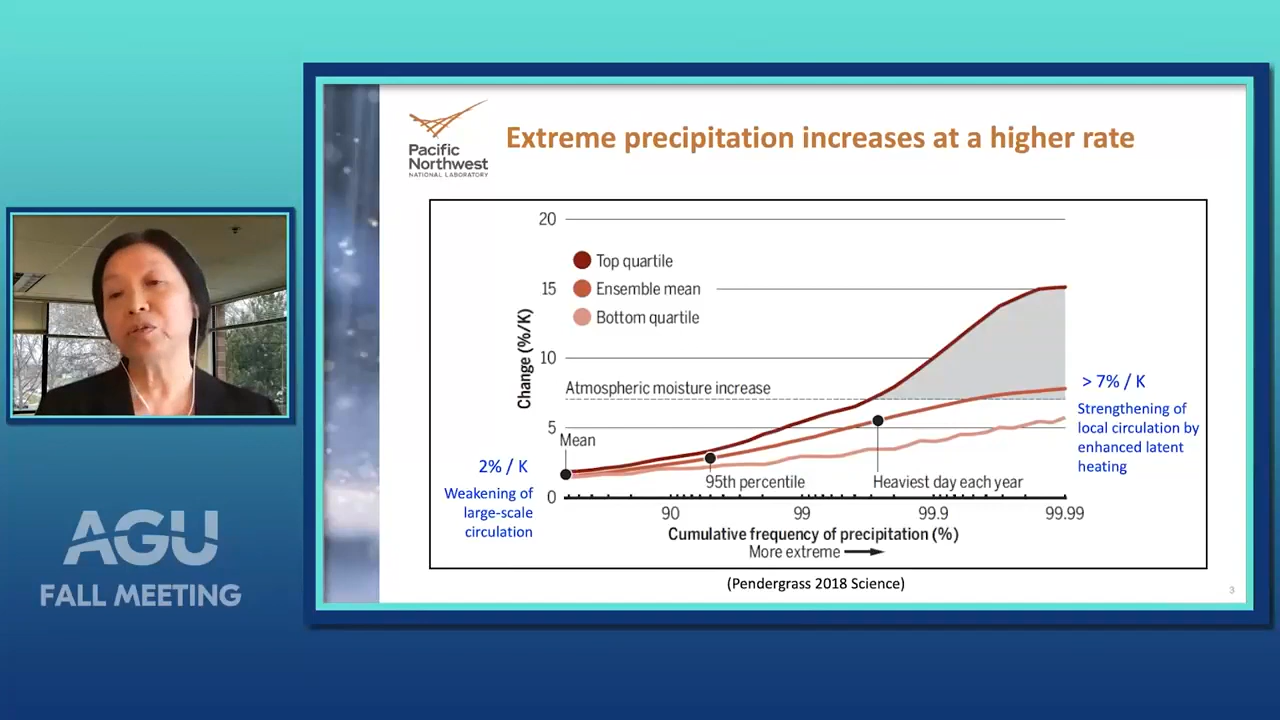 Pacific
Northwest
NATIONAL LABORATORY
Extreme precipitation increases at a higher rate
20
15
10
5
0
Change (%/K)
Top quartile
Ensemble mean
Bottom quartile
Atmospheric moisture increase
Mean
95th percentile
Heaviest day each year
90
99
99.9
99.99
Cumulative frequency of precipitation (%)
More extreme
2% / K
Weakening of
large-scale
circulation
> 7% / K
Strengthening of
local circulation by
enhanced latent
heating
(Pendergrass 2018 Science)
3
AGU
FALL MEETING